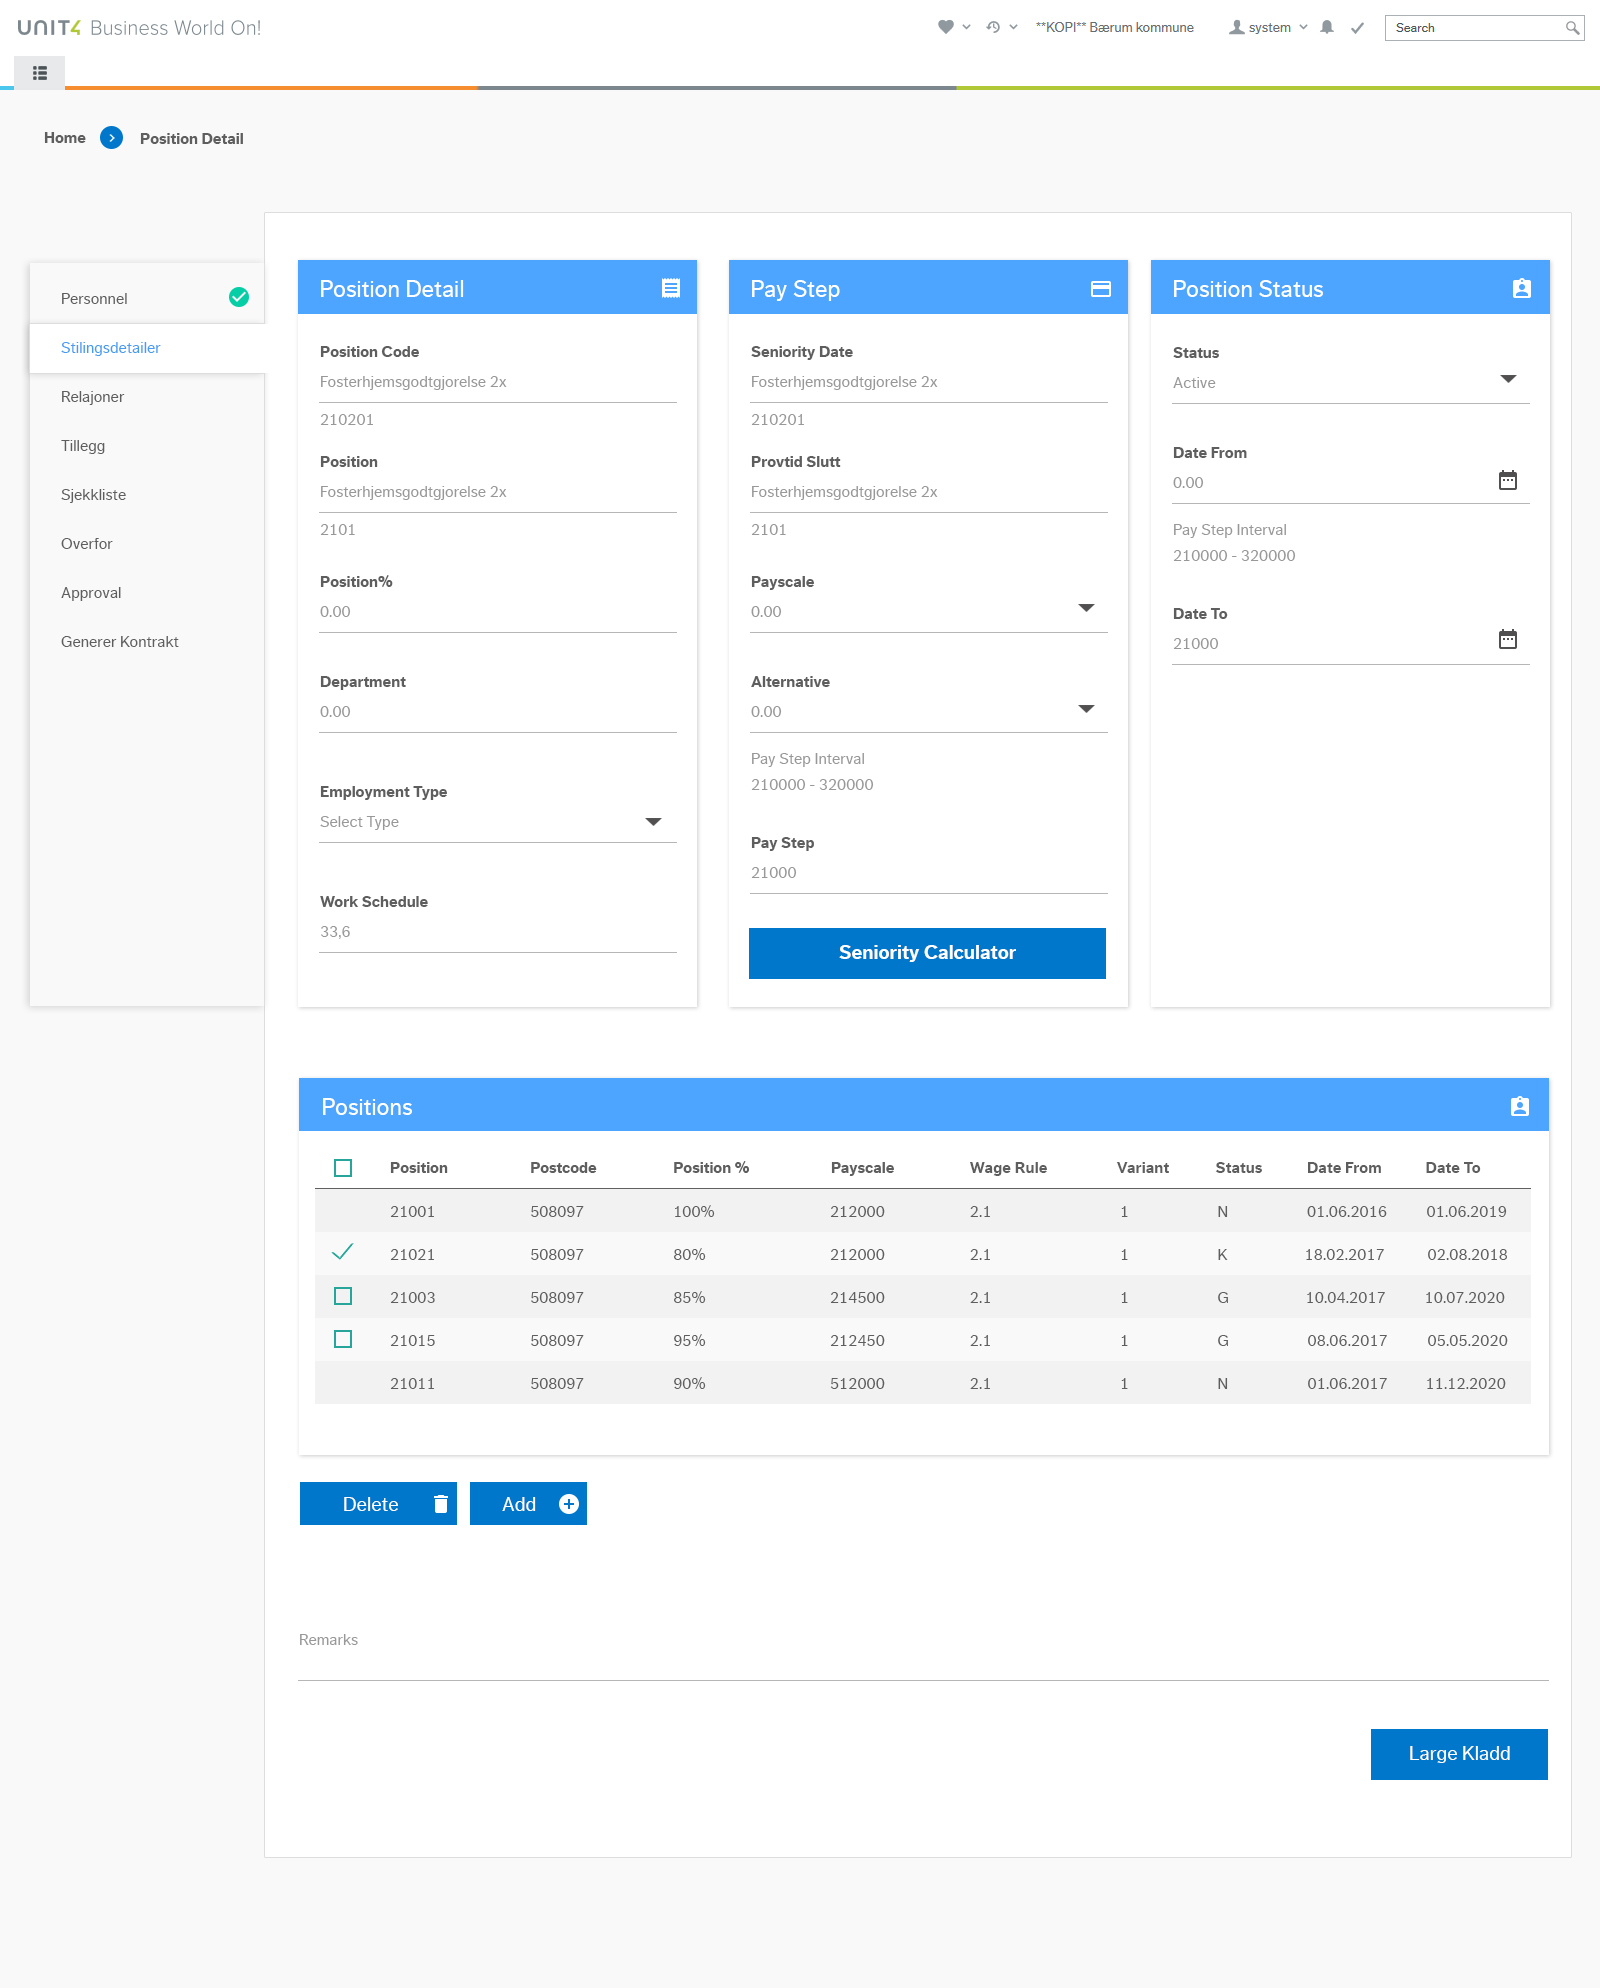 UNIT4 Business World On!
**KOPI** Bærum kommune
system
Search
Home
Position Detail
Personnel
Stilingsdetailer
Relajoner
Tillegg
Sjekkliste
Overfor
Approval
Generer Kontrakt
Position Detail
Position Code
Fosterhjemsgodtgjorelse 2x
210201
Position
Fosterhjemsgodtgjorelse 2x
2101
Position%
0.00
Department
0.00
Employment Type
Select Type
Work Schedule
33,6
Pay Step
Seniority Date
Fosterhjemsgodtgjorelse 2x
210201
Provtid Slutt
Fosterhjemsgodtgjorelse 2x
2101
Payscale
0.00
Alternative
0.00
Pay Step Interval
210000 - 320000
Pay Step
21000
Seniority Calculator
Position Status
Status
Active
Date From
0.00
Pay Step Interval
210000 - 320000
Date To
21000
Positions
Position Postcode Position % Payscale Wage Rule Variant Status Date From Date To
21001 508097 100% 212000 2.1 1 N 01.06.2016 01.06.2019
21021 508097 80% 212000 2.1 1 K 18.02.2017 02.08.2018
21003 508097 85% 214500 2.1 1 G 10.04.2017 10.07.2020
21015 508097 95% 212450 2.1 1 G 08.06.2017 05.05.2020
21011 508097 90% 512000 2.1 1 N 01.06.2017 11.12.2020
Delete
Add
Remarks
Large Kladd